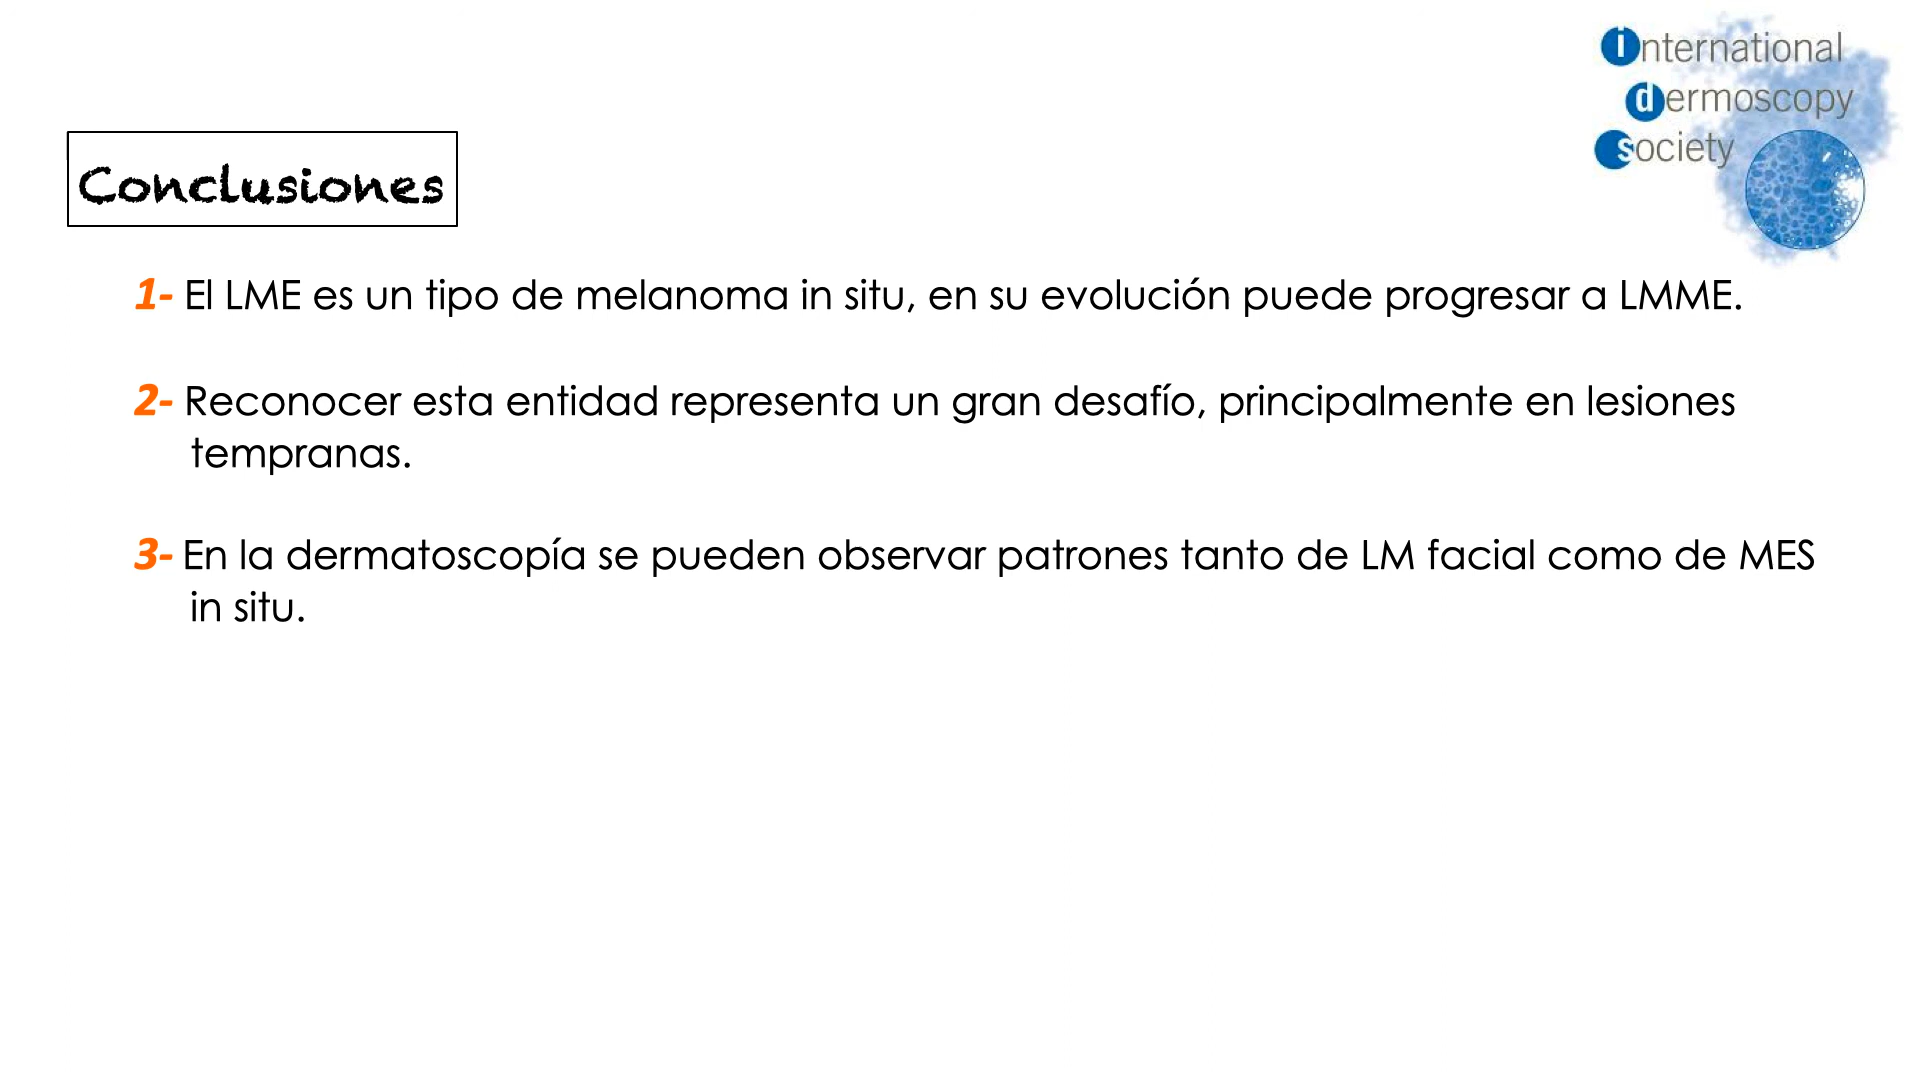 international
dermoscopy
society
Conclusiones
1- El LME es un tipo de melanoma in situ, en su evolución puede progresar a LMME.
2- Reconocer esta entidad representa un gran desafío, principalmente en lesiones
tempranas.
3- En la dermatoscopía se pueden observar patrones tanto de LM facial como de MES
in situ.